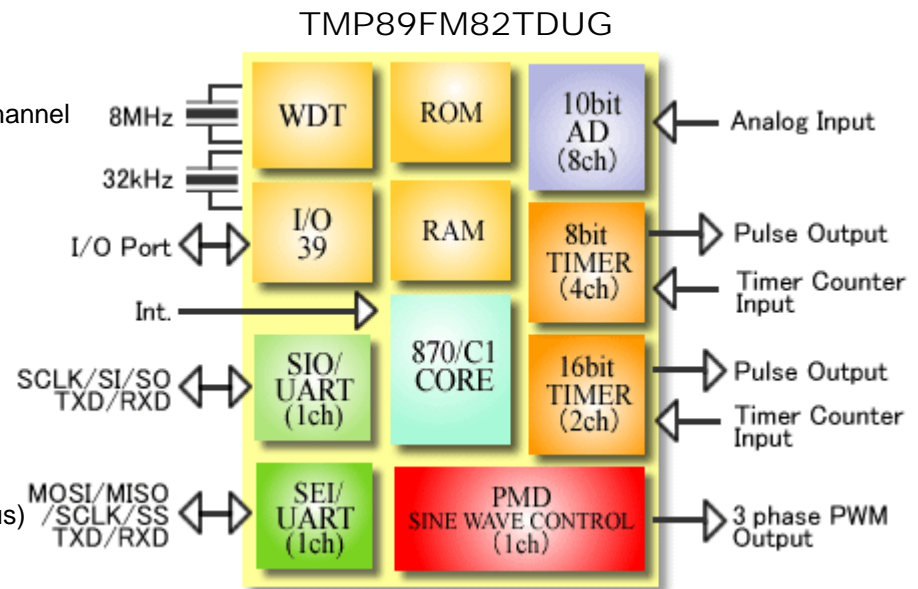 TMP89FM82TDUG
hannel
8MHz
32kHz
I/O Port
Int.
SCLK/SI/SO
TXD/RXD
us)
MOSI/MISO
/SCLK/SS
TXD/RXD
WDT
ROM
10bit
AD
(8ch)
I/O
39
RAM
8bit
TIMER
(4ch)
SIO/
UART
(1ch)
870/C1
CORE
16bit
TIMER
(2ch)
SEI/
UART
(1ch)
PMD
SINE WAVE CONTROL
(1ch)
Analog Input
Pulse Output
Timer Counter
Input
Pulse Output
Timer Counter
Input
3 phase PWM
Output